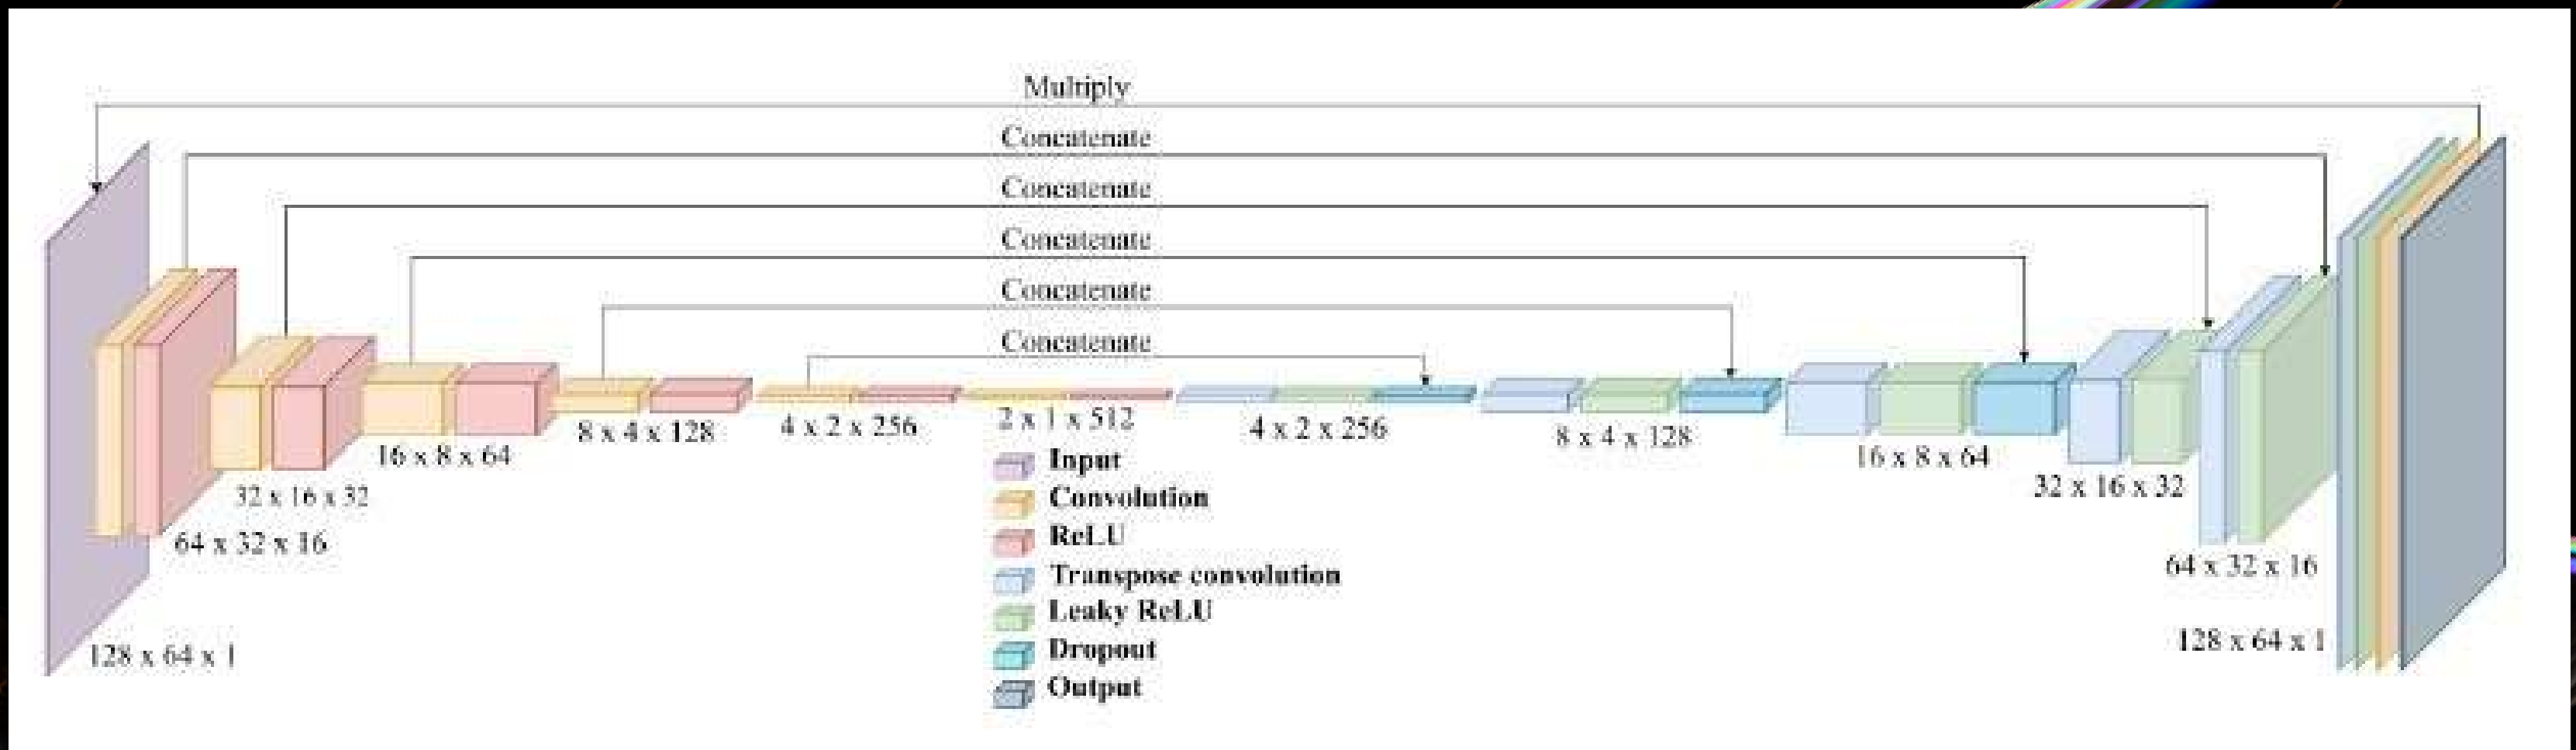 Multiply
Concatenate
Concatenate
Concatenate
Concatenate
Concatenate
128 x 64 x 1
64 x 32 x 16
32 x 16 x 32
16 x 8 x 64
8 x 4 x 128
4 x 2 x 256
2 x 1 x 512
4 x 2 x 256
8 x 4 x 128
16 x 8 x 64
32 x 16 x 32
64 x 32 x 16
128 x 64 x 1
Input
Convolution
ReLU
Transpose convolution
Leaky ReLU
Dropout
Output